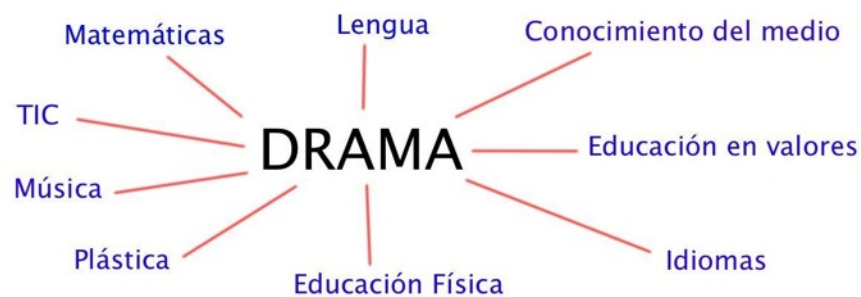 Matemáticas
Lengua
Conocimiento del medio
TIC
DRAMA
Educación en valores
Música
Plástica
Educación Física
Idiomas